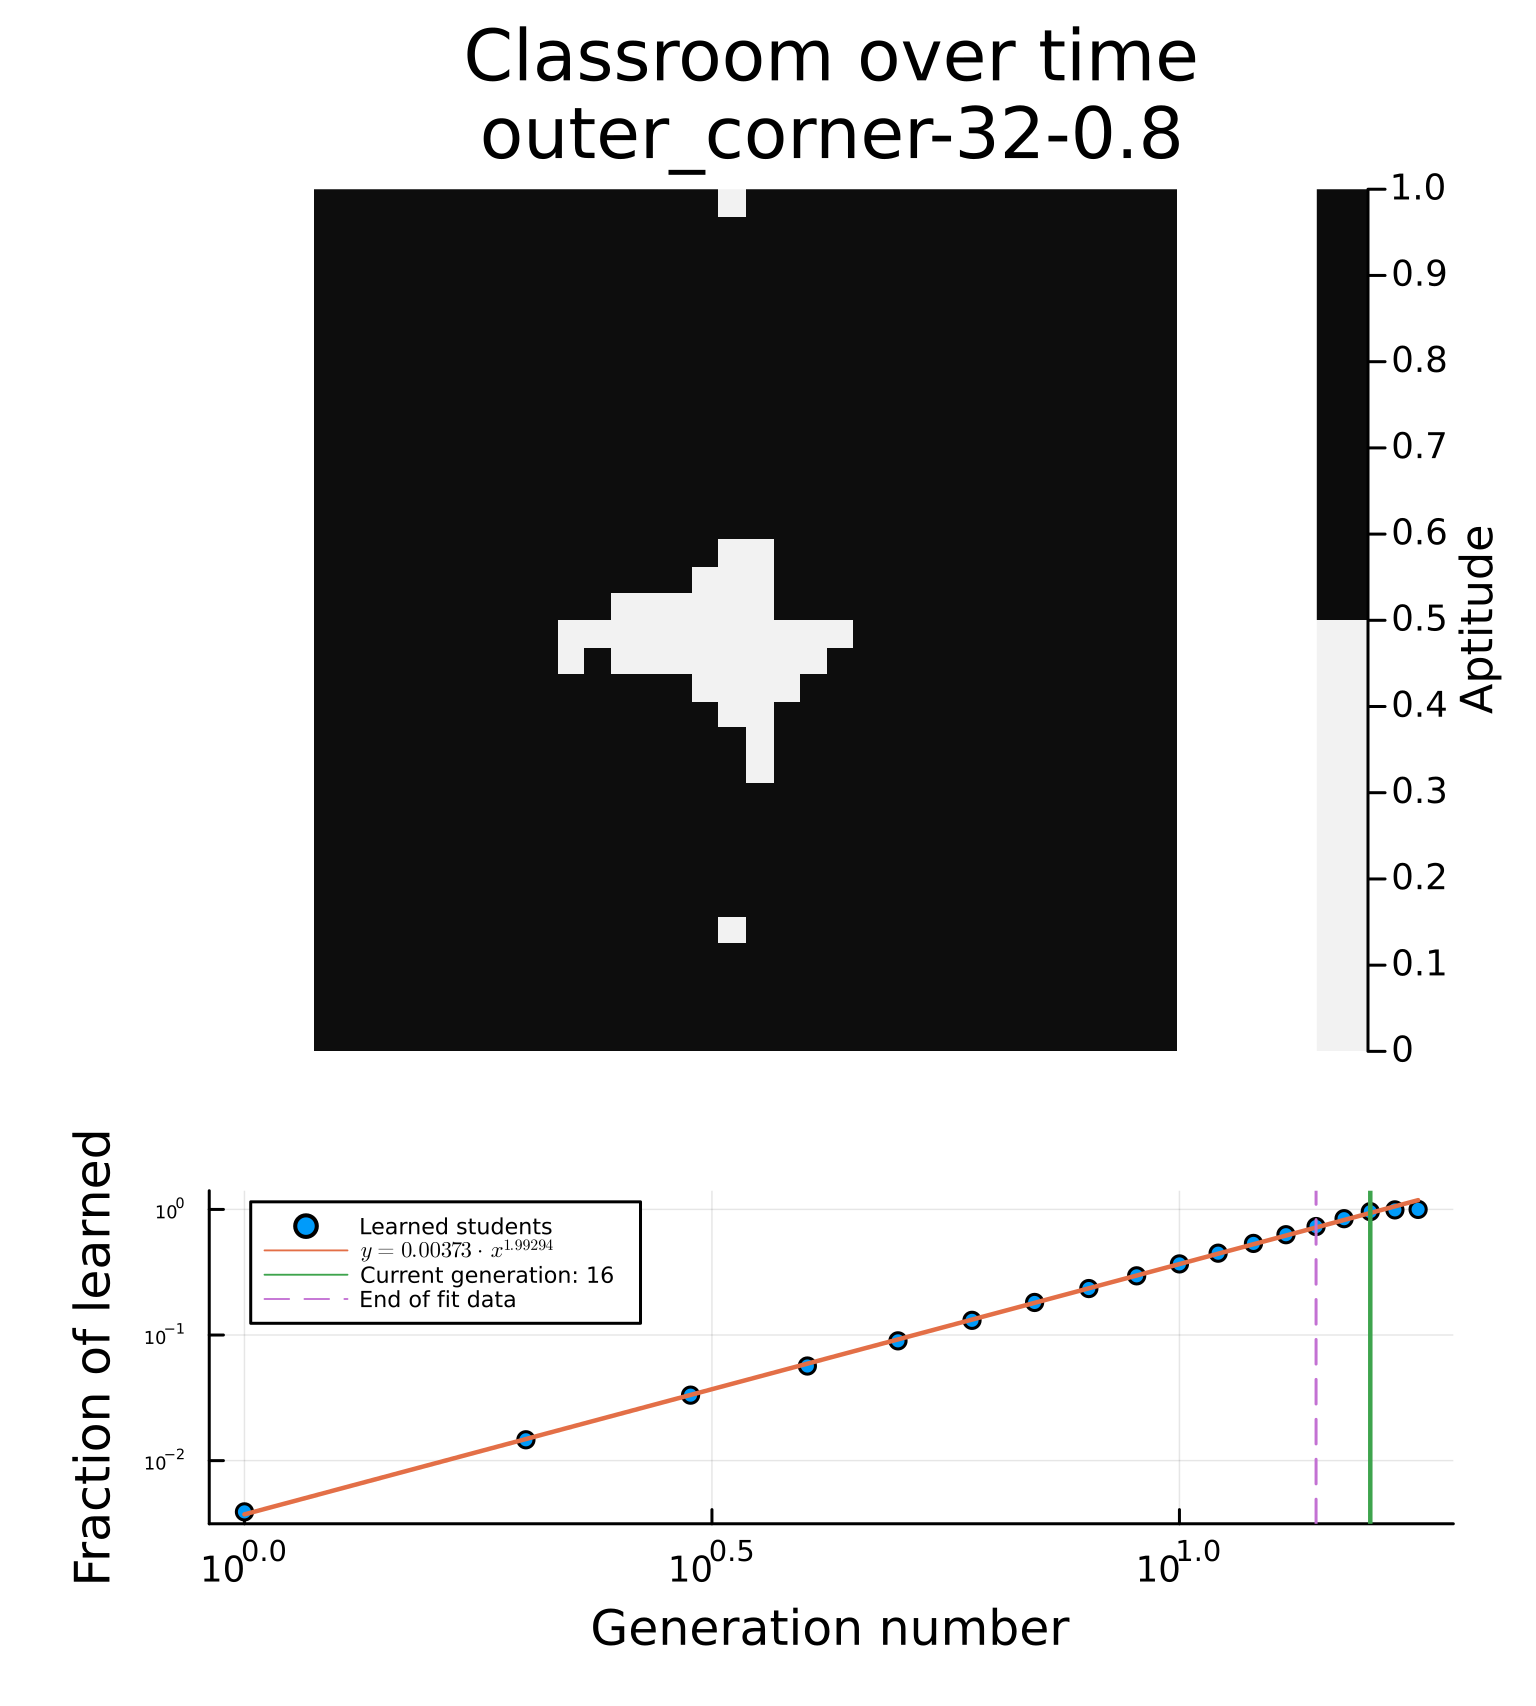 Classroom over time
outer_corner-32-0.8
1.0
0.9
0.8
0.7
0.6
0.5
0.4
0.3
0.2
0.1
0
Aptitude
Fraction of learned
10^0
10^−1
10^−2
Learned students
y = 0.00373 · x^1.99294
Current generation: 16
End of fit data
10^0.0
10^0.5
10^1.0
Generation number